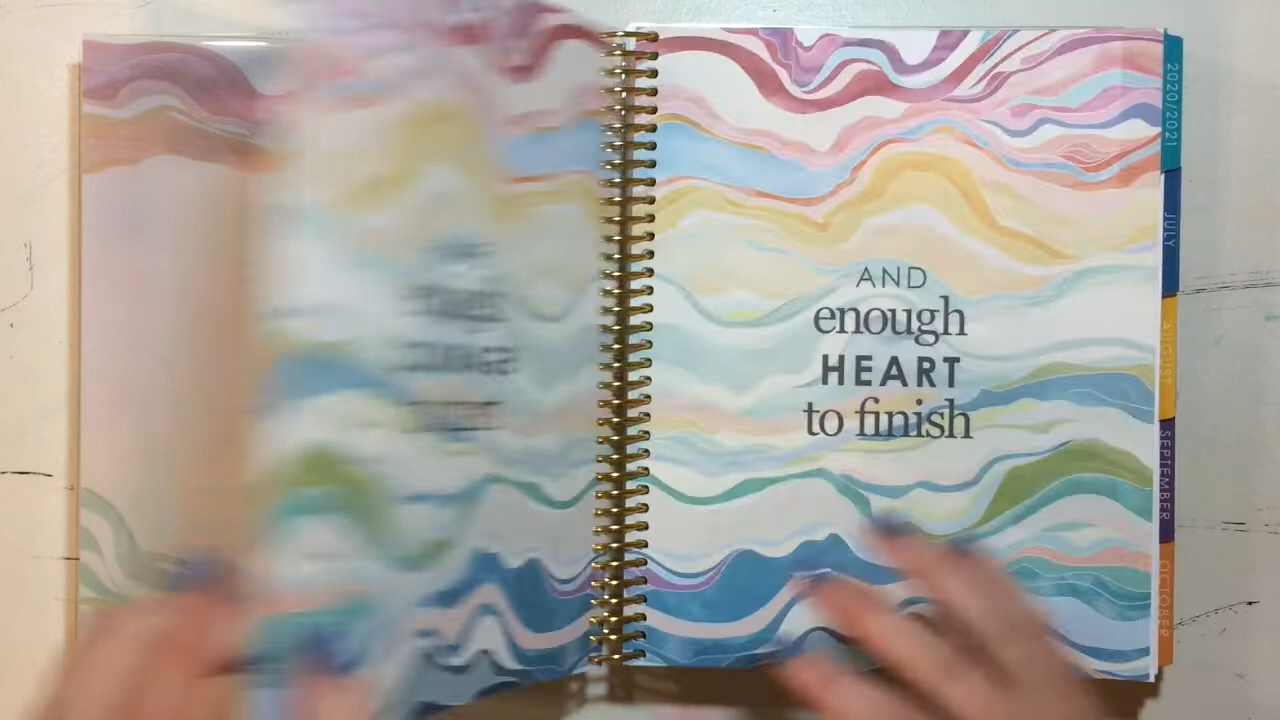 AND
enough
HEART
to finish
2020/2021
JULY
AUGUST
SEPTEMBER
OCTOBER